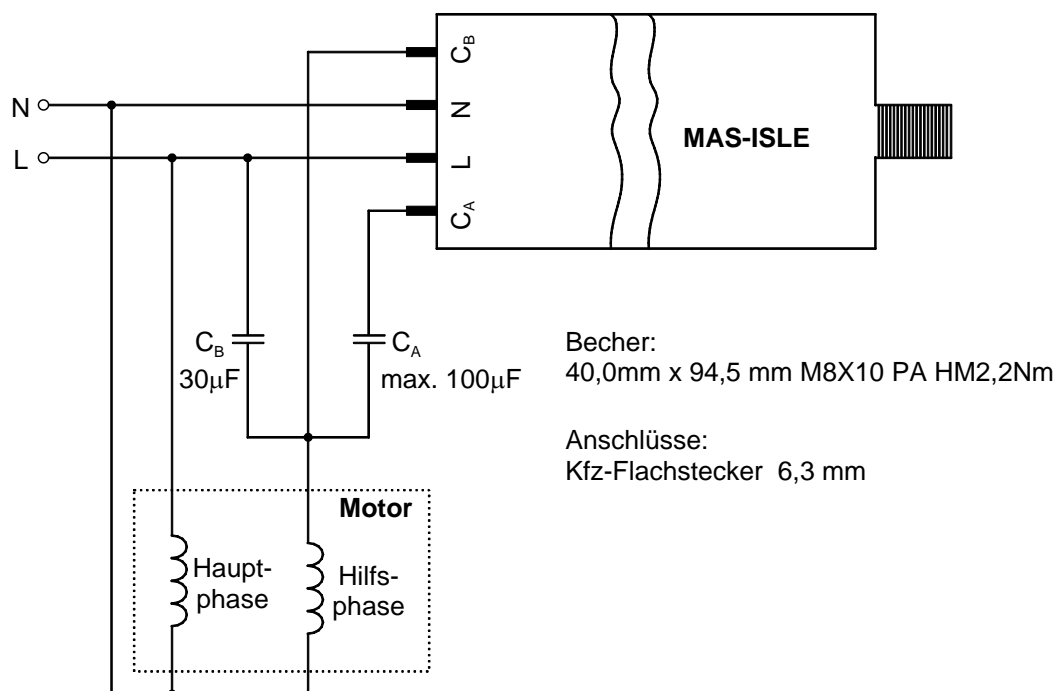 C_B
N
N
L
L
C_A
MAS-ISLE
C_B
30µF
C_A
max. 100µF
Becher:
40,0mm x 94,5 mm M8X10 PA HM2,2Nm
Anschlüsse:
Kfz-Flachstecker 6,3 mm
Motor
Haupt-
phase
Hilfs-
phase